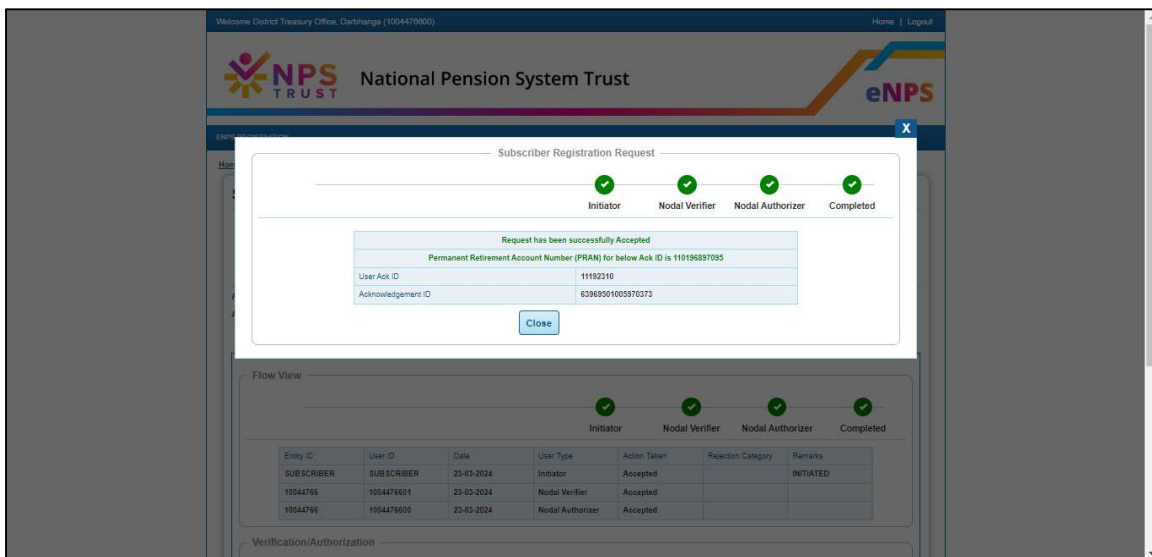 Welcome District Treasury Office, Darbhanga (1004476600) Home | Logout
NPS TRUST National Pension System Trust eNPS
ENPS REGISTRATION
X
Subscriber Registration Request
Initiator Nodal Verifier Nodal Authorizer Completed
Request has been successfully Accepted
Permanent Retirement Account Number (PRAN) for below Ack ID is 110196897095
User Ack ID 11192310
Acknowledgement ID 63969501005970373
Close
Flow View
Initiator Nodal Verifier Nodal Authorizer Completed
Entity ID User ID Date User Type Action Taken Rejection Category Remarks
SUBSCRIBER SUBSCRIBER 23-03-2024 Initiator Accepted INITIATED
10044766 1004476601 23-03-2024 Nodal Verifier Accepted
10044766 1004476600 23-03-2024 Nodal Authorizer Accepted
Verification/Authorization